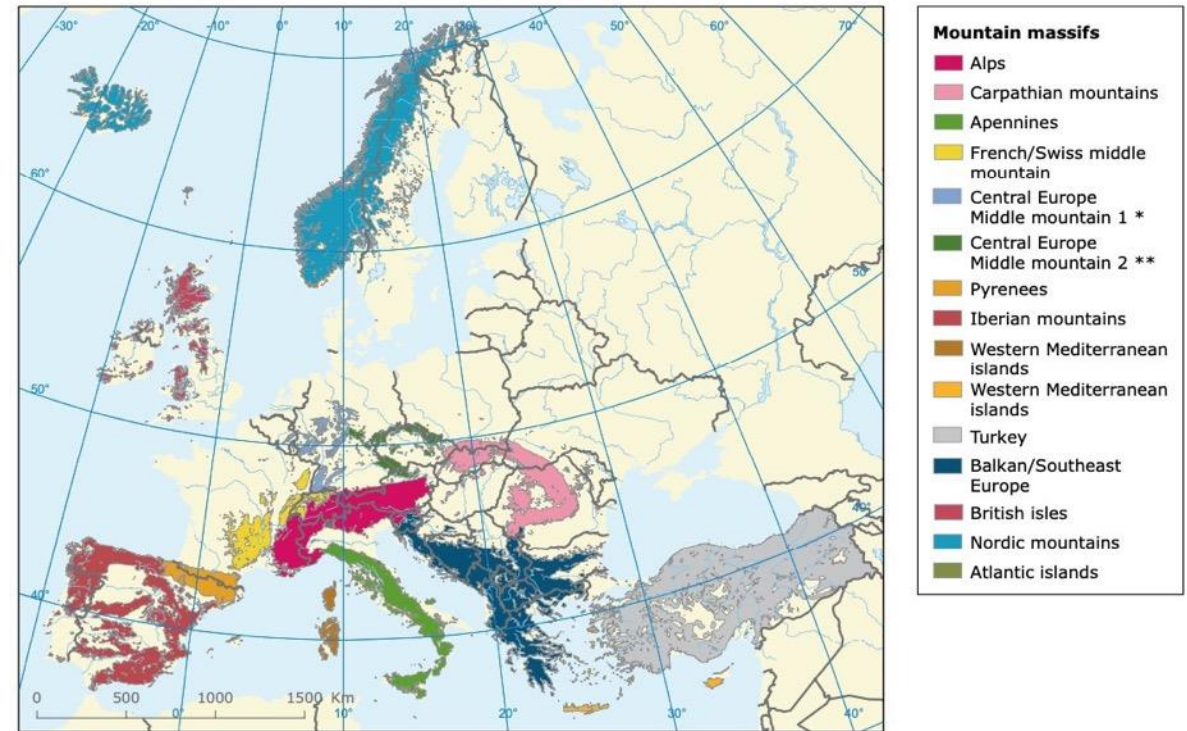 -30°
-20°
-10°
0°
10°
20°
30°
40°
50°
60°
70°
60°
50°
50°
40°
40°
0 500 1000 1500 Km
0°
10°
20°
30°
40°
Mountain massifs
Alps
Carpathian mountains
Apennines
French/Swiss middle
mountain
Central Europe
Middle mountain 1 *
Central Europe
Middle mountain 2 **
Pyrenees
Iberian mountains
Western Mediterranean
islands
Western Mediterranean
islands
Turkey
Balkan/Southeast
Europe
British isles
Nordic mountains
Atlantic islands